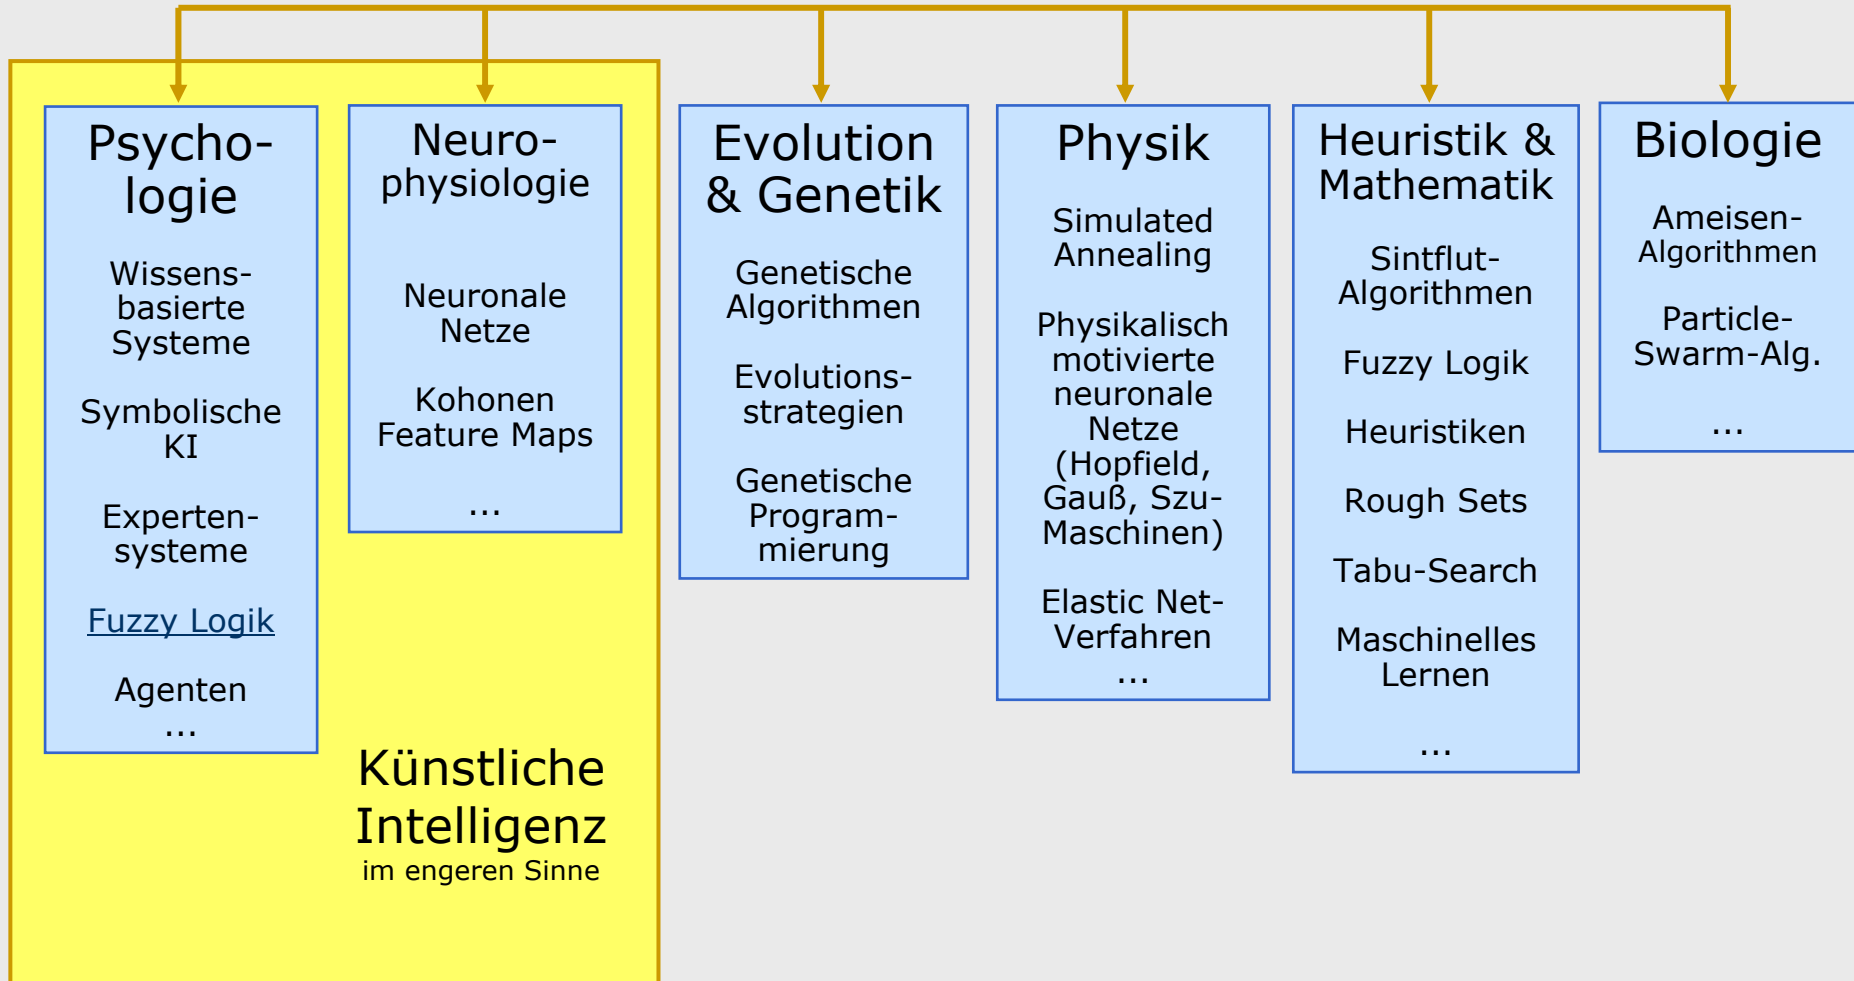 Psycho-
logie
Wissens-
basierte
Systeme
Symbolische
KI
Experten-
systeme
Fuzzy Logik
Agenten
...
Neuro-
physiologie
Neuronale
Netze
Kohonen
Feature Maps
...
Künstliche
Intelligenz
im engeren Sinne
Evolution
& Genetik
Genetische
Algorithmen
Evolutions-
strategien
Genetische
Program-
mierung
Physik
Simulated
Annealing
Physikalisch
motivierte
neuronale
Netze
(Hopfield,
Gauß, Szu-
Maschinen)
Elastic Net-
Verfahren
...
Heuristik &
Mathematik
Sintflut-
Algorithmen
Fuzzy Logik
Heuristiken
Rough Sets
Tabu-Search
Maschinelles
Lernen
...
Biologie
Ameisen-
Algorithmen
Particle-
Swarm-Alg.
...